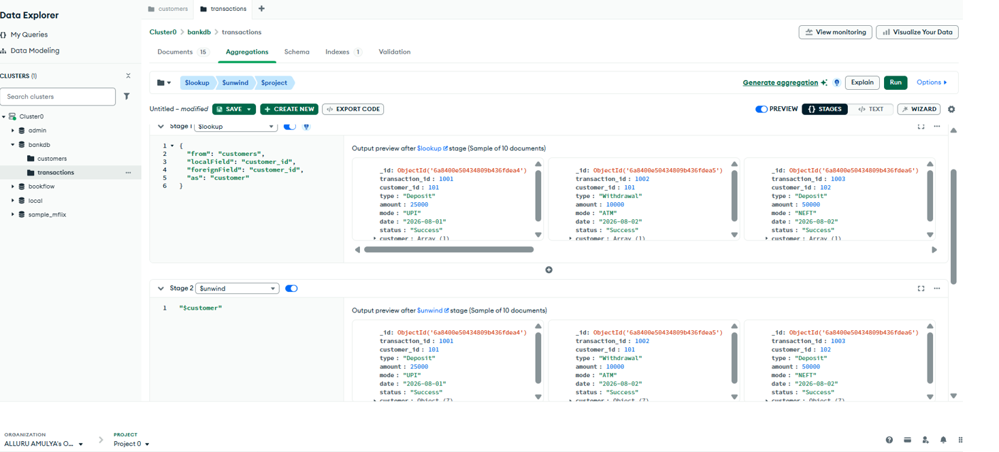 Data Explorer
{} My Queries
Data Modeling
CLUSTERS (1)
Search clusters
Cluster0
admin
bankdb
customers
transactions
bookflow
local
sample_mflix
customers
transactions
Cluster0 > bankdb > transactions
View monitoring
Visualize Your Data
Documents 15
Aggregations
Schema
Indexes 1
Validation
$lookup
$unwind
$project
Generate aggregation
Explain
Run
Options
Untitled – modified
SAVE
+ CREATE NEW
</> EXPORT CODE
PREVIEW
{} STAGES
</> TEXT
WIZARD
Stage 1 $lookup
1 {
2 "from": "customers",
3 "localField": "customer_id",
4 "foreignField": "customer_id",
5 "as": "customer"
6 }
Output preview after $lookup stage (Sample of 10 documents)
_id: ObjectId('6a8400e50434809b436fdea4')
transaction_id : 1001
customer_id : 101
type : "Deposit"
amount : 25000
mode : "UPI"
date : "2026-08-01"
status : "Success"
customer : Array (1)
_id: ObjectId('6a8400e50434809b436fdea5')
transaction_id : 1002
customer_id : 101
type : "Withdrawal"
amount : 10000
mode : "ATM"
date : "2026-08-02"
status : "Success"
customer : Array (1)
_id: ObjectId('6a8400e50434809b436fdea6')
transaction_id : 1003
customer_id : 102
type : "Deposit"
amount : 50000
mode : "NEFT"
date : "2026-08-02"
status : "Success"
customer : Array (1)
Stage 2 $unwind
1 "$customer"
Output preview after $unwind stage (Sample of 10 documents)
_id: ObjectId('6a8400e50434809b436fdea4')
transaction_id : 1001
customer_id : 101
type : "Deposit"
amount : 25000
mode : "UPI"
date : "2026-08-01"
status : "Success"
customer : Object (7)
_id: ObjectId('6a8400e50434809b436fdea5')
transaction_id : 1002
customer_id : 101
type : "Withdrawal"
amount : 10000
mode : "ATM"
date : "2026-08-02"
status : "Success"
customer : Object (7)
_id: ObjectId('6a8400e50434809b436fdea6')
transaction_id : 1003
customer_id : 102
type : "Deposit"
amount : 50000
mode : "NEFT"
date : "2026-08-02"
status : "Success"
customer : Object (7)
ORGANIZATION
ALLURU AMULYA's O...
PROJECT
Project 0